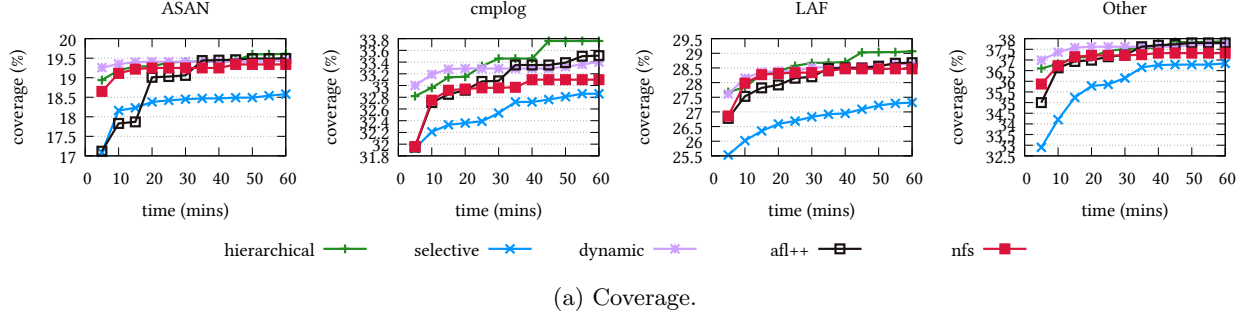 ASAN cmplog LAF Other
coverage (%)
20
19.5
19
18.5
18
17.5
17
0 10 20 30 40 50 60
time (mins)
coverage (%)
33.8
33.6
33.4
33.2
33
32.8
32.6
32.4
32.2
32
31.8
0 10 20 30 40 50 60
time (mins)
coverage (%)
29.5
29
28.5
28
27.5
27
26.5
26
25.5
0 10 20 30 40 50 60
time (mins)
coverage (%)
38
37.5
37
36.5
36
35.5
35
34.5
34
33.5
33
32.5
0 10 20 30 40 50 60
time (mins)
hierarchical selective dynamic afl++ nfs
(a) Coverage.